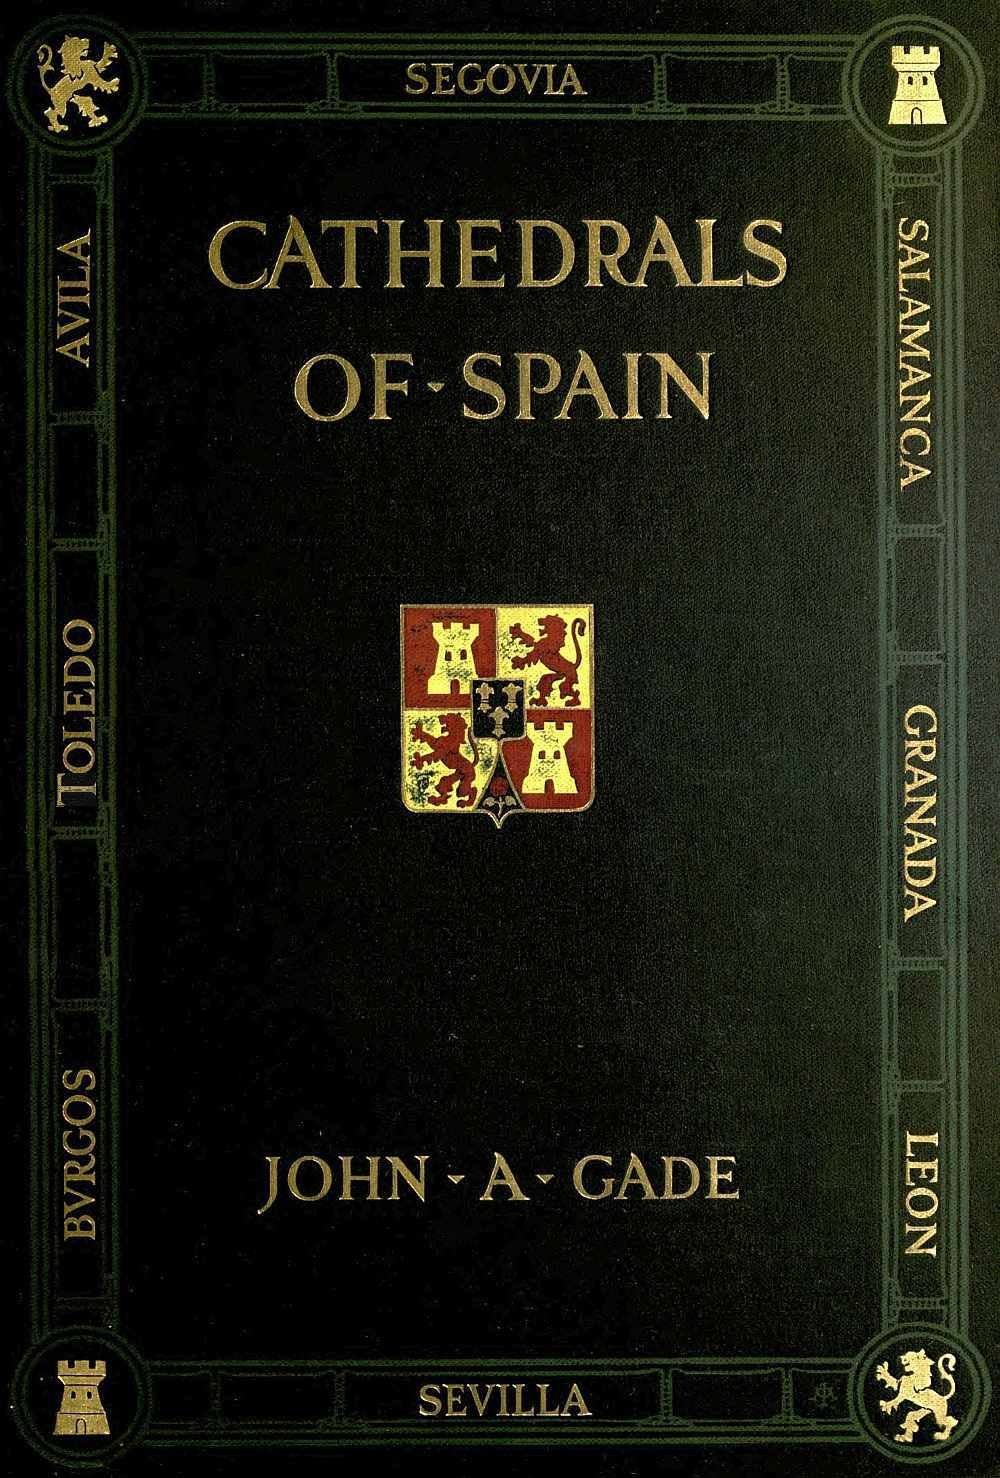 SEGOVIA
CATHEDRALS
OF - SPAIN
AVILA
SALAMANCA
TOLEDO
GRANADA
BVRGOS
LEON
JOHN - A - GADE
SEVILLA